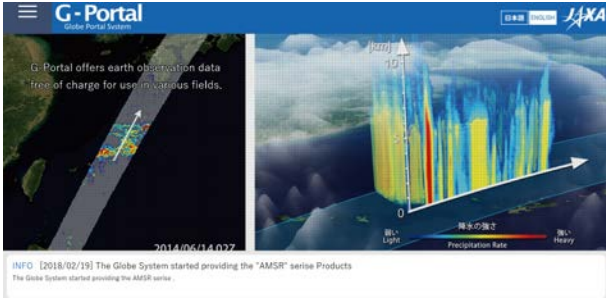 G-Portal
Globe Portal System
日本語 ENGLISH
JAXA
G-Portal offers earth observation data
free of charge for use in various fields.
2014/06/14 02Z
[km]
10
5
0
弱い
Light
降水の強さ
Precipitation Rate
強い
Heavy
INFO [2018/02/19] The Globe System started providing the "AMSR" serise Products
The Globe System started providing the AMSR serise .